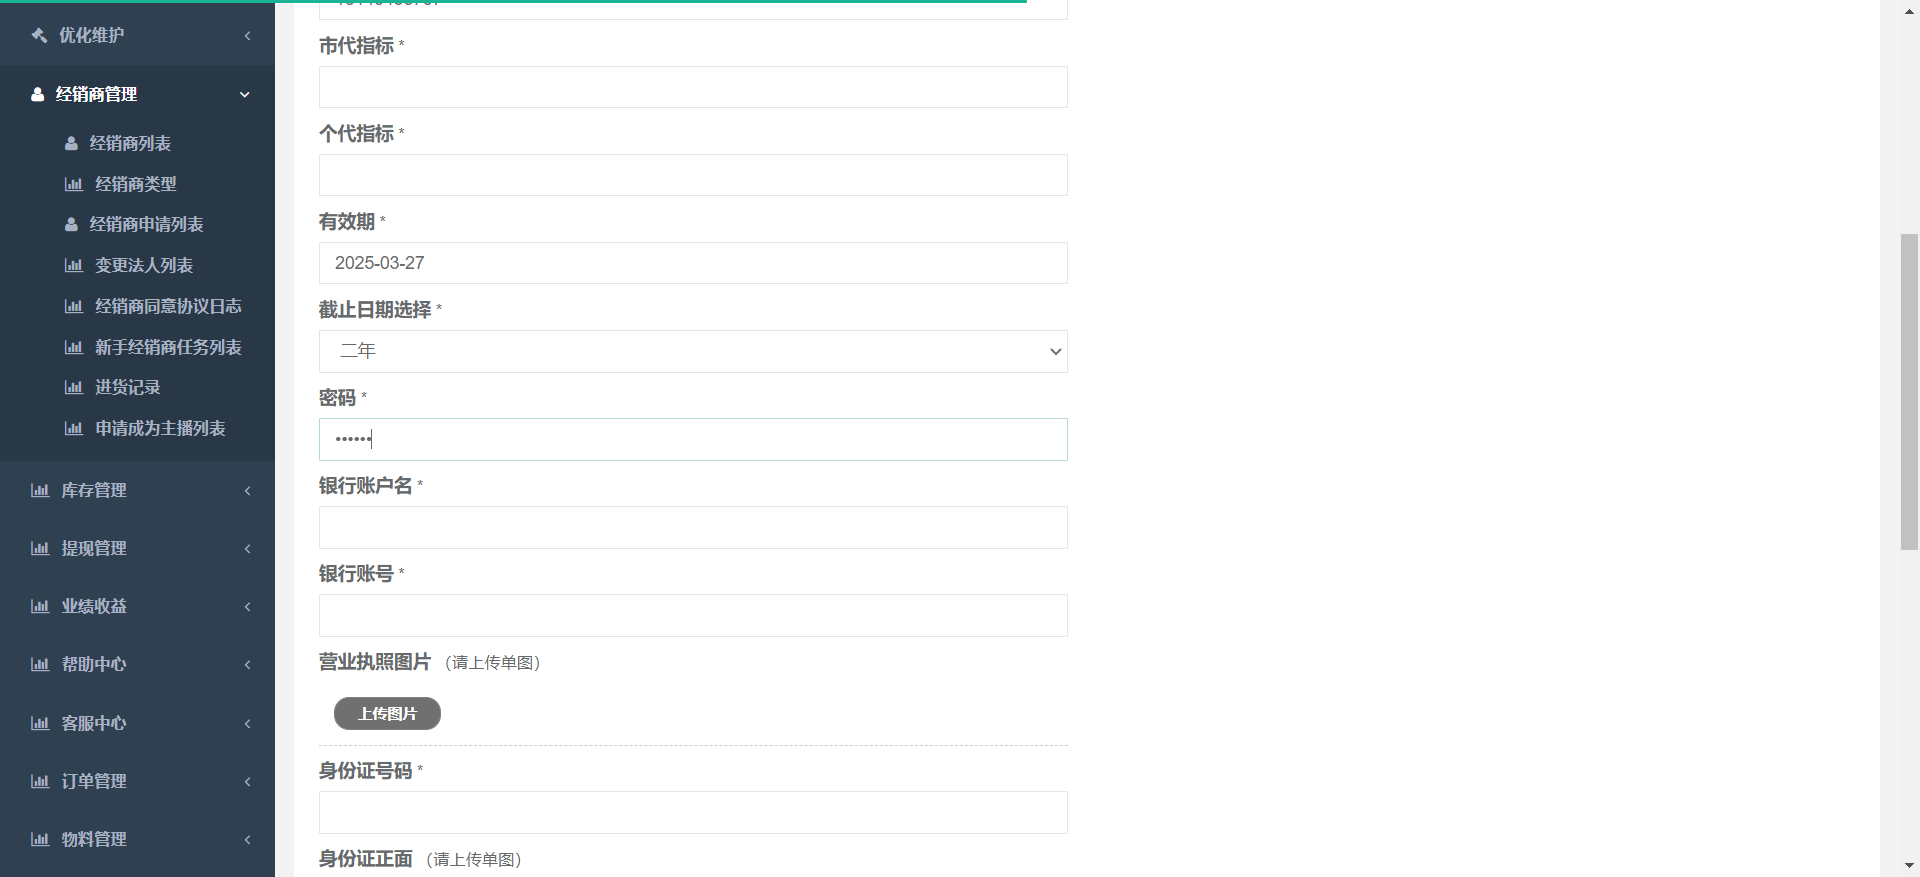 优化维护
经销商管理
经销商列表
经销商类型
经销商申请列表
变更法人列表
经销商同意协议日志
新手经销商任务列表
进货记录
申请成为主播列表
库存管理
提现管理
业绩收益
帮助中心
客服中心
订单管理
物料管理
市代指标 *
个代指标 *
有效期 *
2025-03-27
截止日期选择 *
二年
密码 *
••••••
银行账户名 *
银行账号 *
营业执照图片 （请上传单图）
上传图片
身份证号码 *
身份证正面 （请上传单图）